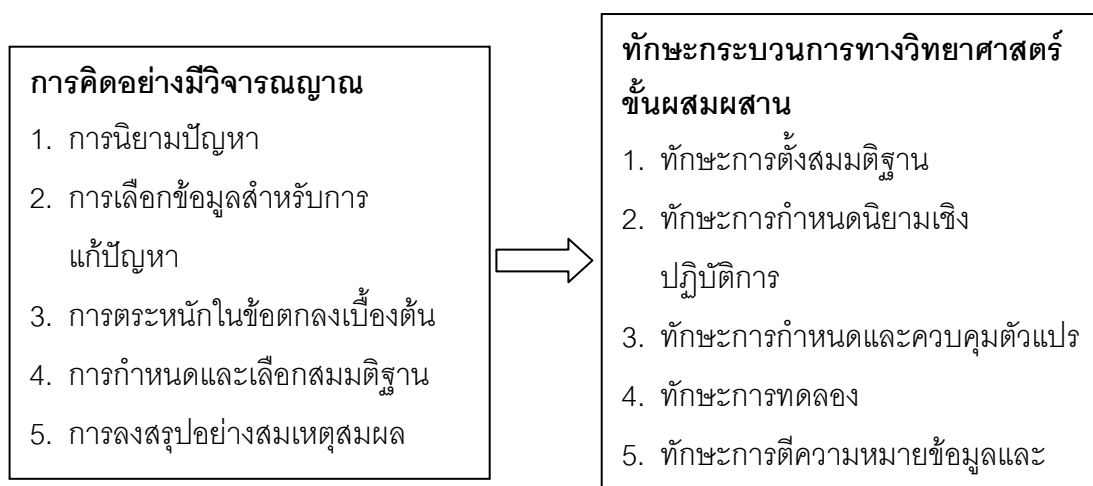 การคิดอย่างมีวิจารณญาณ
1. การนิยามปัญหา
2. การเลือกข้อมูลสำหรับการ
แก้ปัญหา
3. การตระหนักในข้อตกลงเบื้องต้น
4. การกำหนดและเลือกสมมติฐาน
5. การลงสรุปอย่างสมเหตุสมผล
ทักษะกระบวนการทางวิทยาศาสตร์
ขั้นผสมผสาน
1. ทักษะการตั้งสมมติฐาน
2. ทักษะการกำหนดนิยามเชิง
ปฏิบัติการ
3. ทักษะการกำหนดและควบคุมตัวแปร
4. ทักษะการทดลอง
5. ทักษะการตีความหมายข้อมูลและ